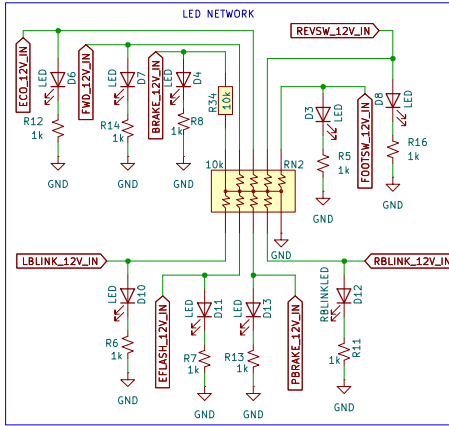 LED NETWORK
REVSW_12V_IN
ECO_12V_IN
LED
D6
R12
1k
GND
FWD_12V_IN
LED
D7
R14
1k
GND
BRAKE_12V_IN
LED
D4
R8
1k
GND
R34
10k
10k
RN2
GND
D3
LED
R5
1k
GND
FOOTSW_12V_IN
D8
LED
R16
1k
GND
LBLINK_12V_IN
LED
D10
R6
1k
GND
EFLASH_12V_IN
LED
D11
R7
1k
GND
LED
D13
R13
1k
GND
PBRAKE_12V_IN
RBLINK_12V_IN
RBLINKLED
D12
R11
1k
GND